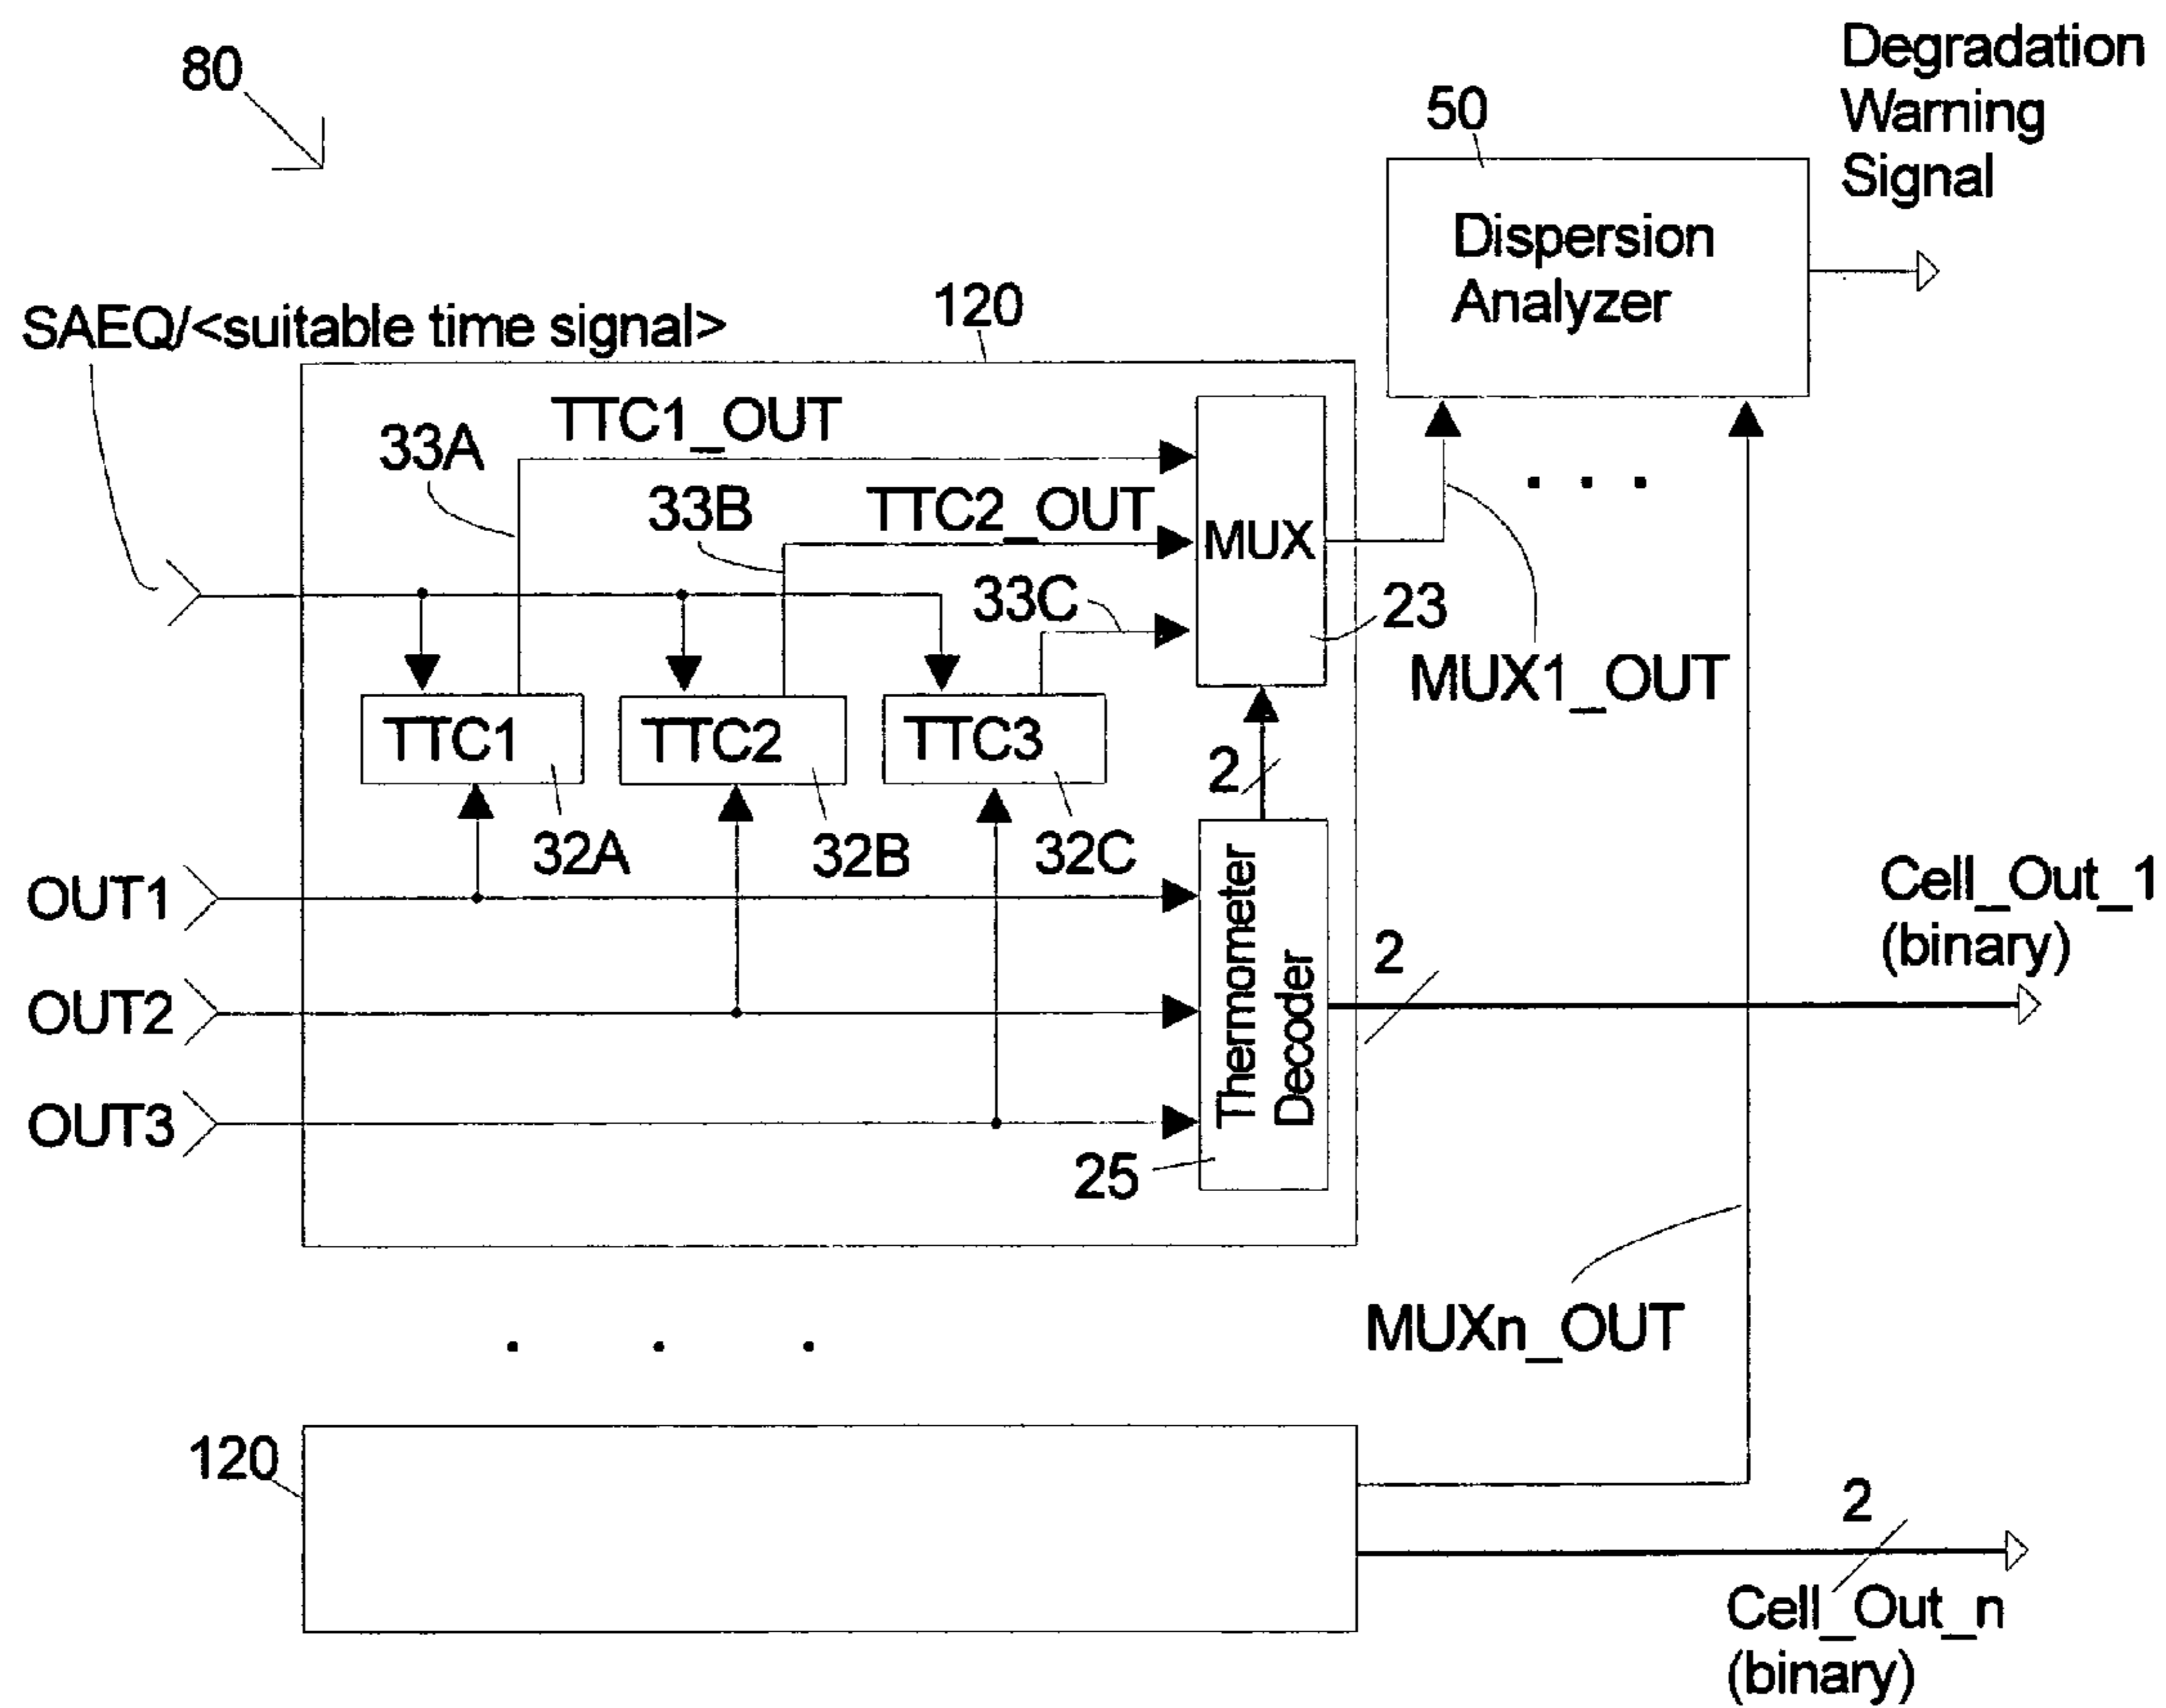 80
Degradation
Warning
Signal
50
Dispersion
Analyzer
SAEQ/<suitable time signal>
120
TTC1_OUT
33A
33B
TTC2_OUT
MUX
33C
23
MUX1_OUT
. . .
TTC1
TTC2
TTC3
2
32A
32B
32C
OUT1
OUT2
OUT3
Thermometer
Decoder
2
Cell_Out_1
(binary)
25
MUXn_OUT
. . .
120
2
Cell_Out_n
(binary)